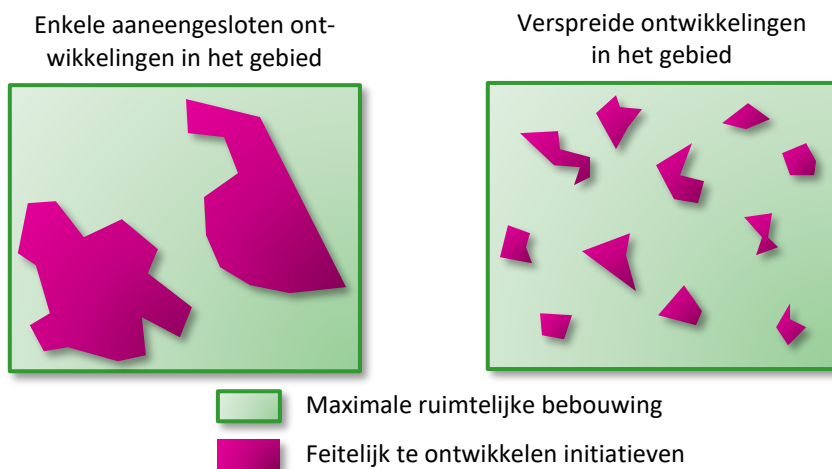 Enkele aaneengesloten ont-
wikkelingen in het gebied
Verspreide ontwikkelingen
in het gebied
Maximale ruimtelijke bebouwing
Feitelijk te ontwikkelen initiatieven